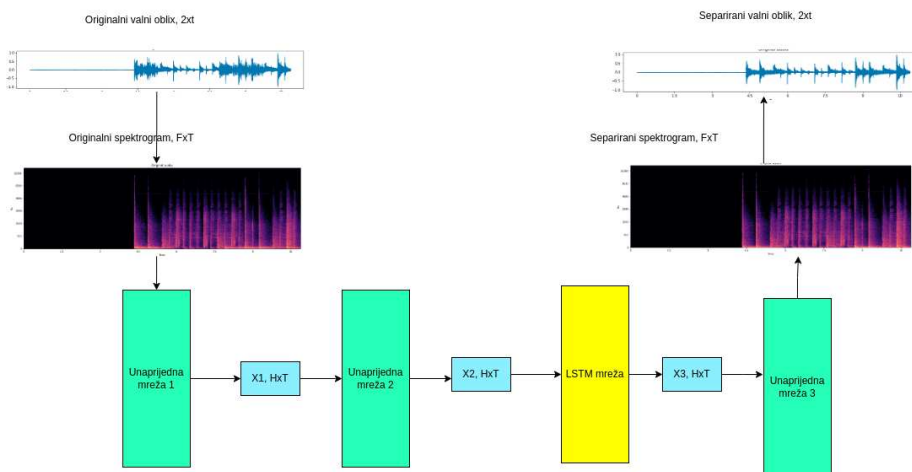 Originalni valni oblix, 2xt
Separirani valni oblik, 2xt
Originalni spektrogram, FxT
Separirani spektrogram, FxT
Unaprijedna
mreža 1
X1, HxT
Unaprijedna
mreža 2
X2, HxT
LSTM mreža
X3, HxT
Unaprijedna
mreža 3